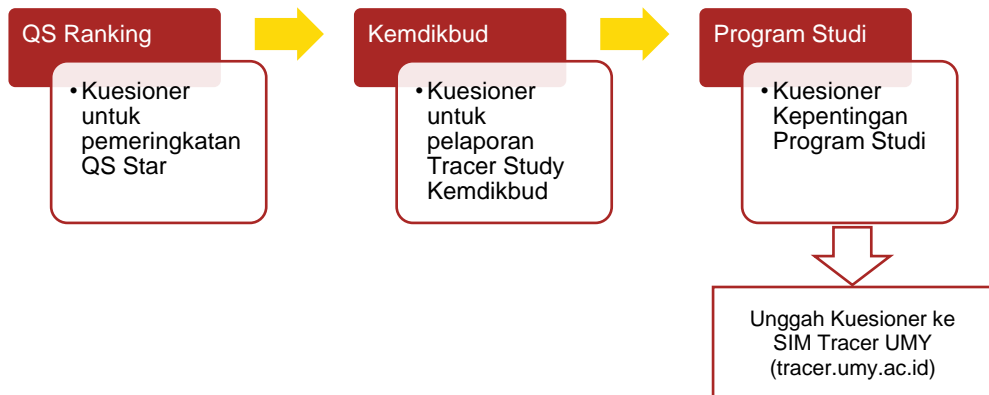 QS Ranking
• Kuesioner
untuk
pemeringkatan
QS Star
Kemdikbud
• Kuesioner
untuk
pelaporan
Tracer Study
Kemdikbud
Program Studi
• Kuesioner
Kepentingan
Program Studi
Unggah Kuesioner ke
SIM Tracer UMY
(tracer.umy.ac.id)